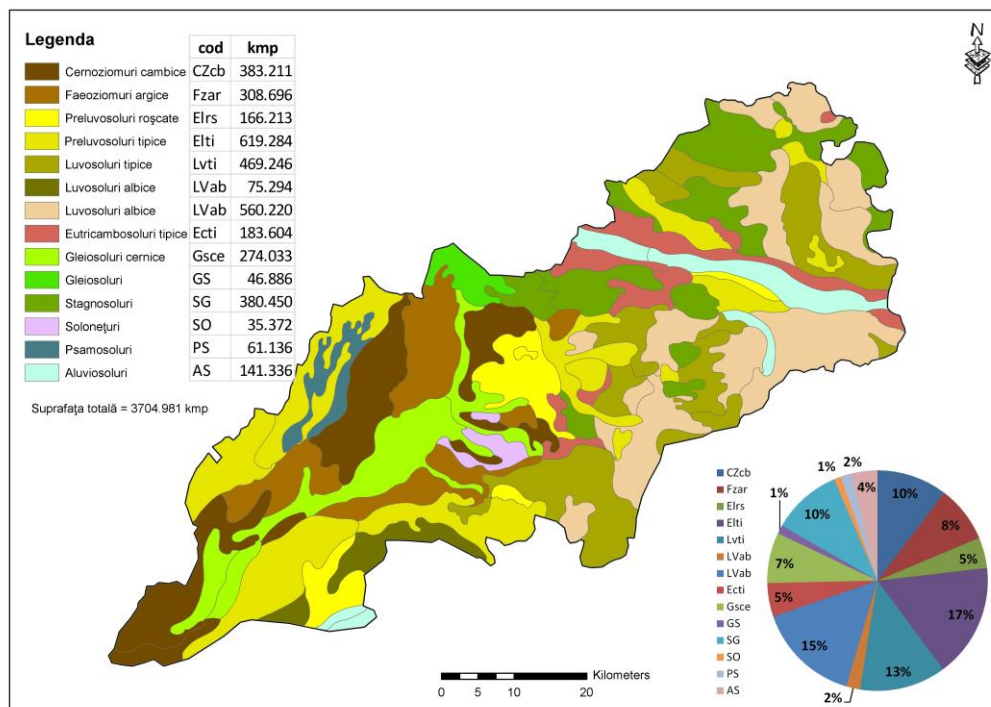 N
Legenda
cod kmp
Cernoziomuri cambice CZcb 383.211
Faeoziomuri argice Fzar 308.696
Preluvosoluri roşcate Elrs 166.213
Preluvosoluri tipice Elti 619.284
Luvosoluri tipice Lvti 469.246
Luvosoluri albice LVab 75.294
Luvosoluri albice LVab 560.220
Eutricambosoluri tipice Ecti 183.604
Gleiosoluri cernice Gsce 274.033
Gleiosoluri GS 46.886
Stagnosoluri SG 380.450
Soloneţuri SO 35.372
Psamosoluri PS 61.136
Aluviosoluri AS 141.336
Suprafaţa totală = 3704.981 kmp
Kilometers
0 5 10 20
CZcb
Fzar
Elrs
Elti
Lvti
LVab
LVab
Ecti
Gsce
GS
SG
SO
PS
AS
10%
8%
5%
17%
13%
2%
15%
5%
7%
1%
10%
1%
2%
4%